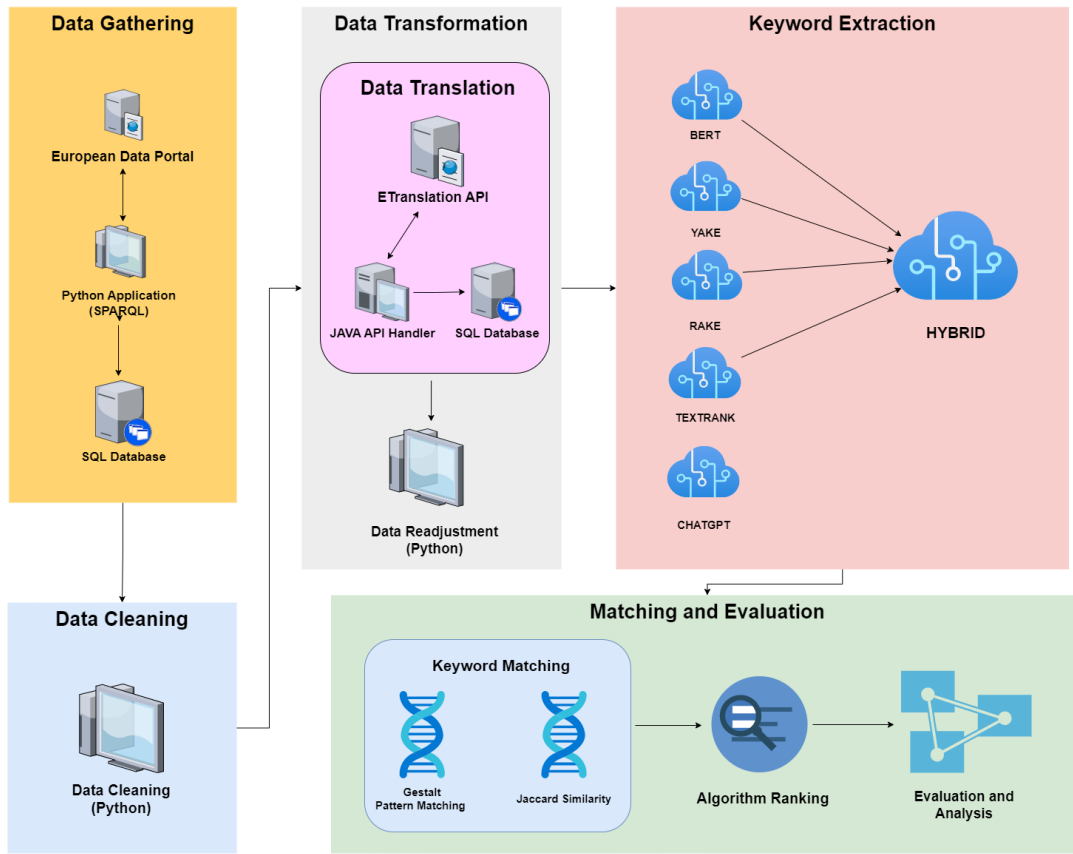 Data Gathering
European Data Portal
Python Application
(SPARQL)
SQL Database
Data Cleaning
Data Cleaning
(Python)
Data Transformation
Data Translation
ETranslation API
JAVA API Handler
SQL Database
Data Readjustment
(Python)
Keyword Extraction
BERT
YAKE
RAKE
TEXTRANK
CHATGPT
HYBRID
Matching and Evaluation
Keyword Matching
Gestalt
Pattern Matching
Jaccard Similarity
Algorithm Ranking
Evaluation and
Analysis